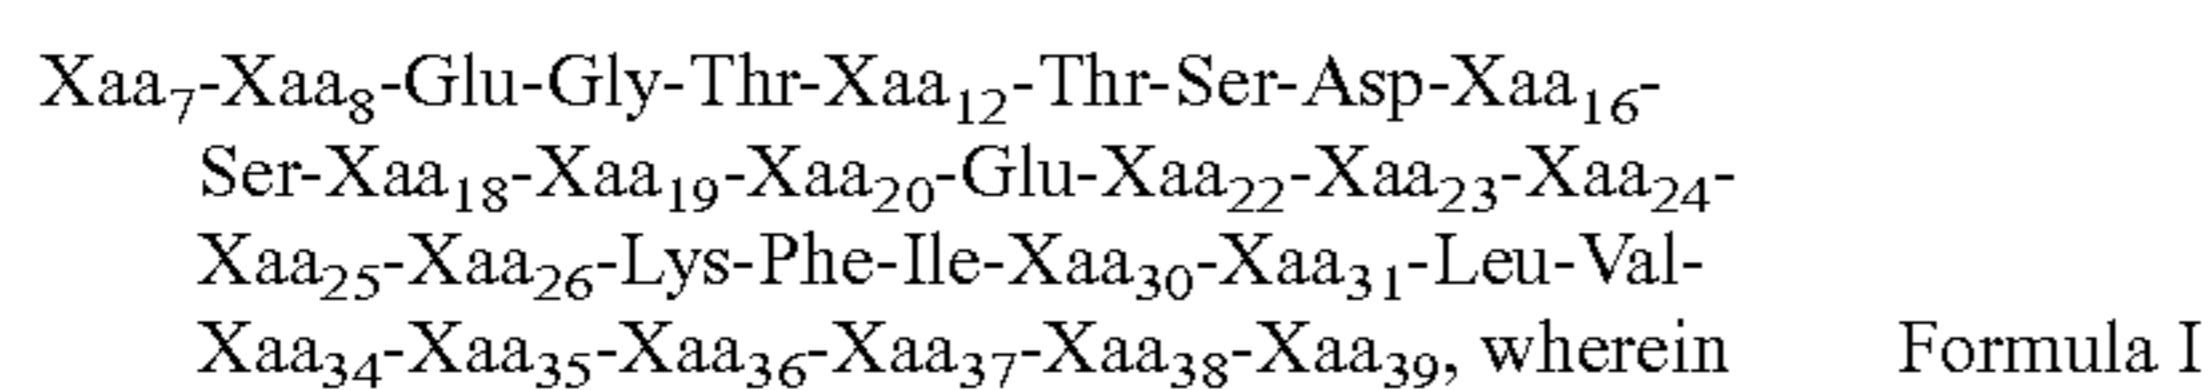 Xaa₇-Xaa₈-Glu-Gly-Thr-Xaa₁₂-Thr-Ser-Asp-Xaa₁₆-
Ser-Xaa₁₈-Xaa₁₉-Xaa₂₀-Glu-Xaa₂₂-Xaa₂₃-Xaa₂₄-
Xaa₂₅-Xaa₂₆-Lys-Phe-Ile-Xaa₃₀-Xaa₃₁-Leu-Val-
Xaa₃₄-Xaa₃₅-Xaa₃₆-Xaa₃₇-Xaa₃₈-Xaa₃₉, wherein Formula I